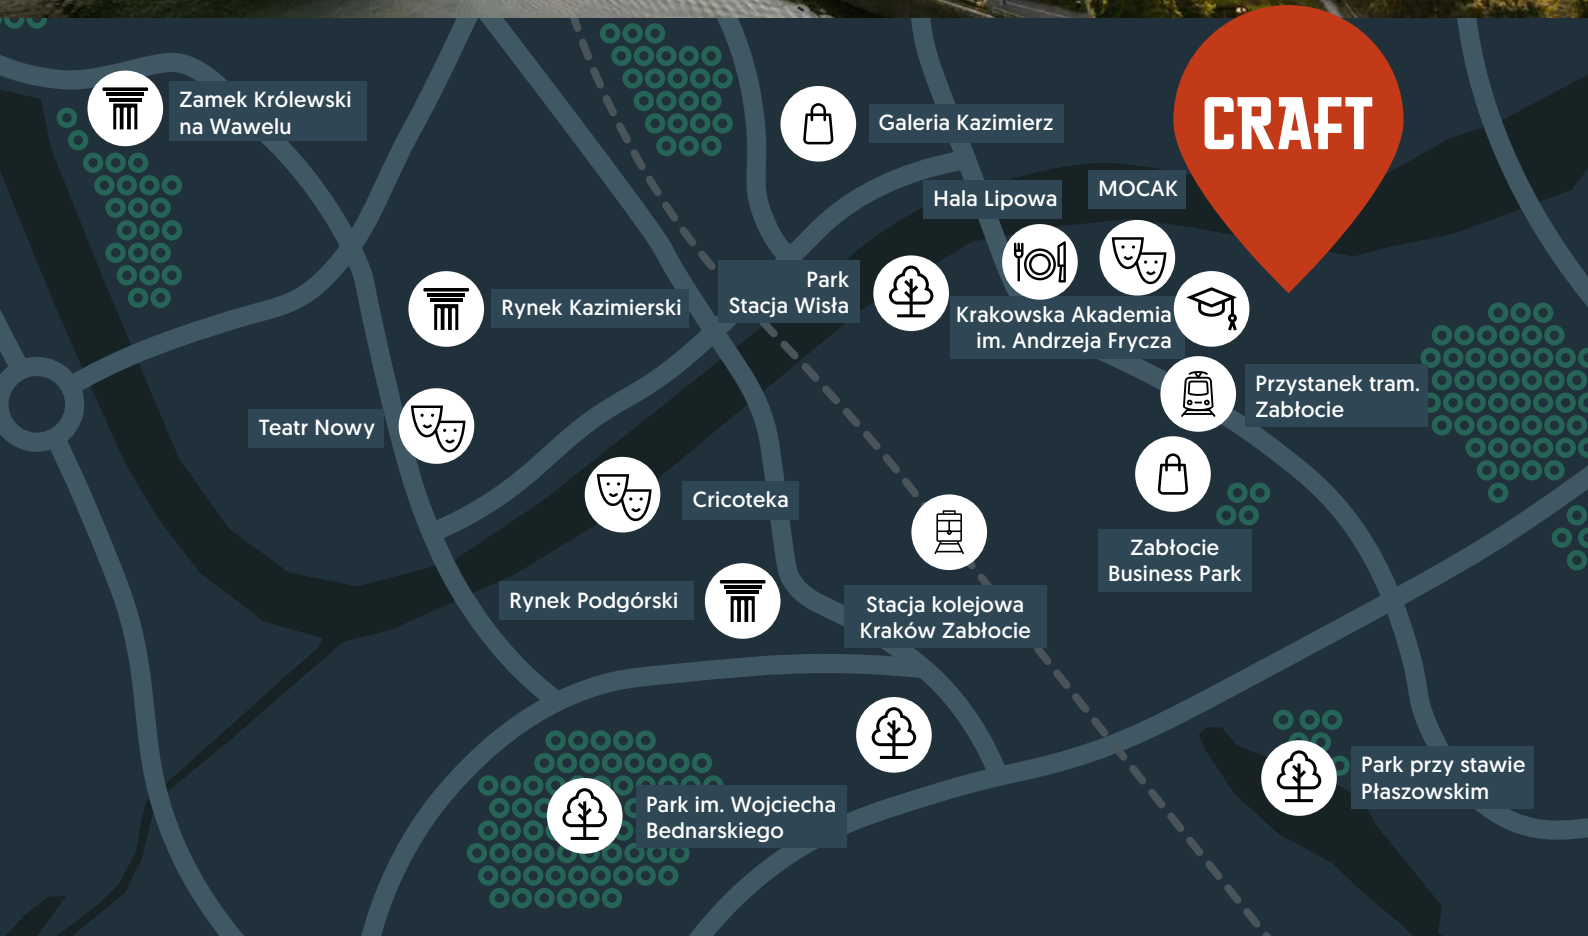 CRAFT
Zamek Królewski
na Wawelu
Galeria Kazimierz
Hala Lipowa
MOCAK
Park
Stacja Wisła
Rynek Kazimierski
Krakowska Akademia
im. Andrzeja Frycza
Przystanek tram.
Zabłocie
Teatr Nowy
Cricoteka
Zabłocie
Business Park
Rynek Podgórski
Stacja kolejowa
Kraków Zabłocie
Park przy stawie
Płaszowskim
Park im. Wojciecha
Bednarskiego